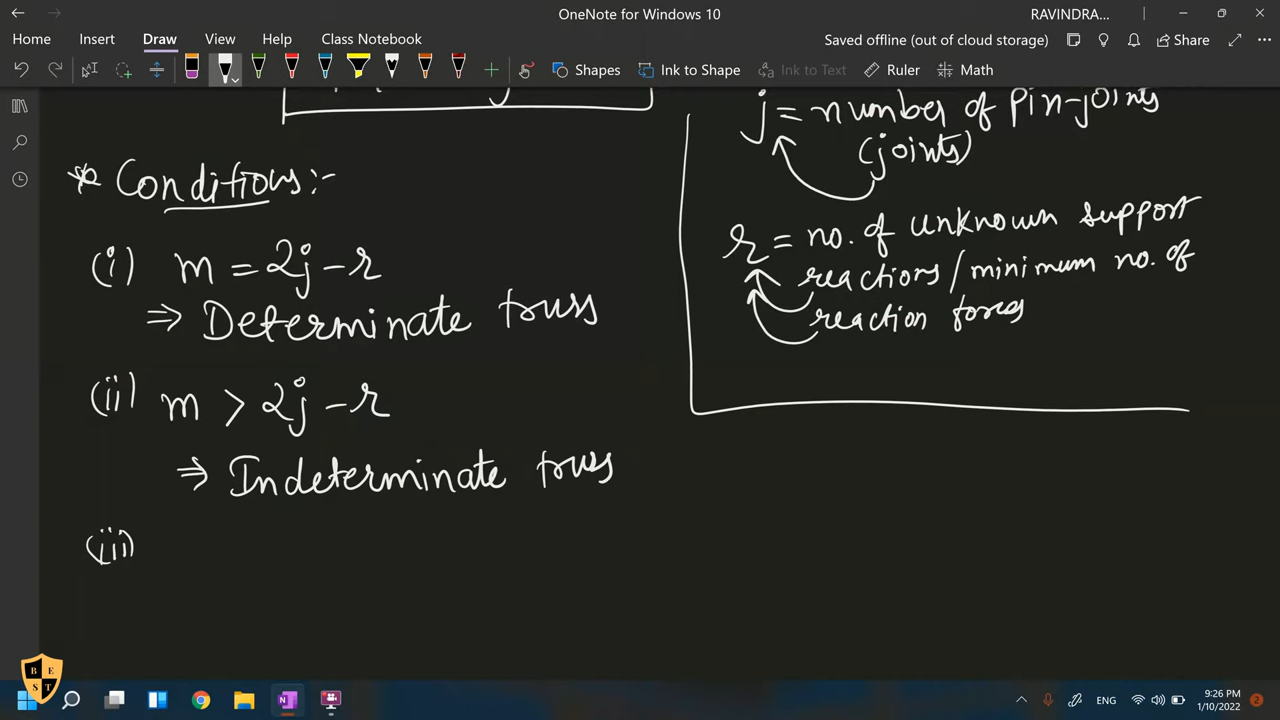 OneNote for Windows 10
RAVINDRA...
Home Insert Draw View Help Class Notebook
Saved offline (out of cloud storage)
Share
Shapes
Ink to Shape
Ink to Text
Ruler
Math
* Conditions:-
(i) m = 2j - r
⇒ Determinate truss
(ii) m > 2j - r
⇒ Indeterminate truss
(iii)
j = number of pin-joints
(joints)
r = no. of unknown support
reactions/minimum no. of
reaction forces
B E
S T
ENG
9:26 PM
1/10/2022
2